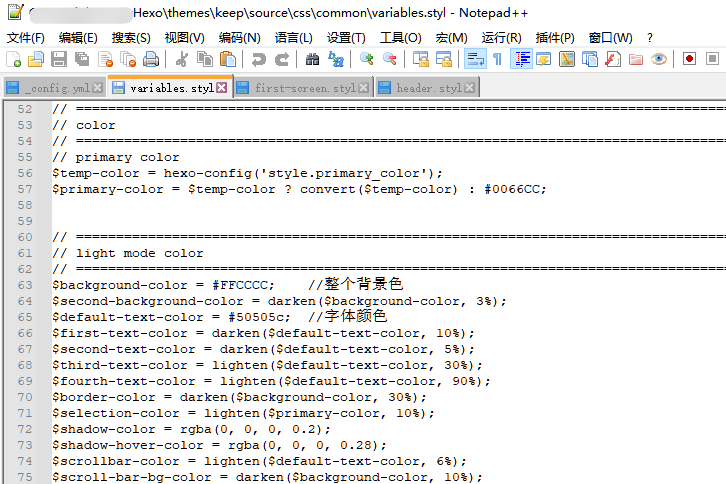 Hexo\themes\keep\source\css\common\variables.styl - Notepad++
文件(F) 编辑(E) 搜索(S) 视图(V) 编码(N) 语言(L) 设置(T) 工具(O) 宏(M) 运行(R) 插件(P) 窗口(W) ?
_config.yml variables.styl first-screen.styl header.styl
52 // ================================================================================
53 // color
54 // ================================================================================
55 // primary color
56 $temp-color = hexo-config('style.primary_color');
57 $primary-color = $temp-color ? convert($temp-color) : #0066CC;
58
59
60 // ================================================================================
61 // light mode color
62 // ================================================================================
63 $background-color = #FFCCCC; //整个背景色
64 $second-background-color = darken($background-color, 3%);
65 $default-text-color = #50505c; //字体颜色
66 $first-text-color = darken($default-text-color, 10%);
67 $second-text-color = darken($default-text-color, 5%);
68 $third-text-color = lighten($default-text-color, 30%);
69 $fourth-text-color = lighten($default-text-color, 90%);
70 $border-color = darken($background-color, 30%);
71 $selection-color = lighten($primary-color, 10%);
72 $shadow-color = rgba(0, 0, 0, 0.2);
73 $shadow-hover-color = rgba(0, 0, 0, 0.28);
74 $scrollbar-color = lighten($default-text-color, 6%);
75 $scroll-bar-bg-color = darken($background-color, 10%);